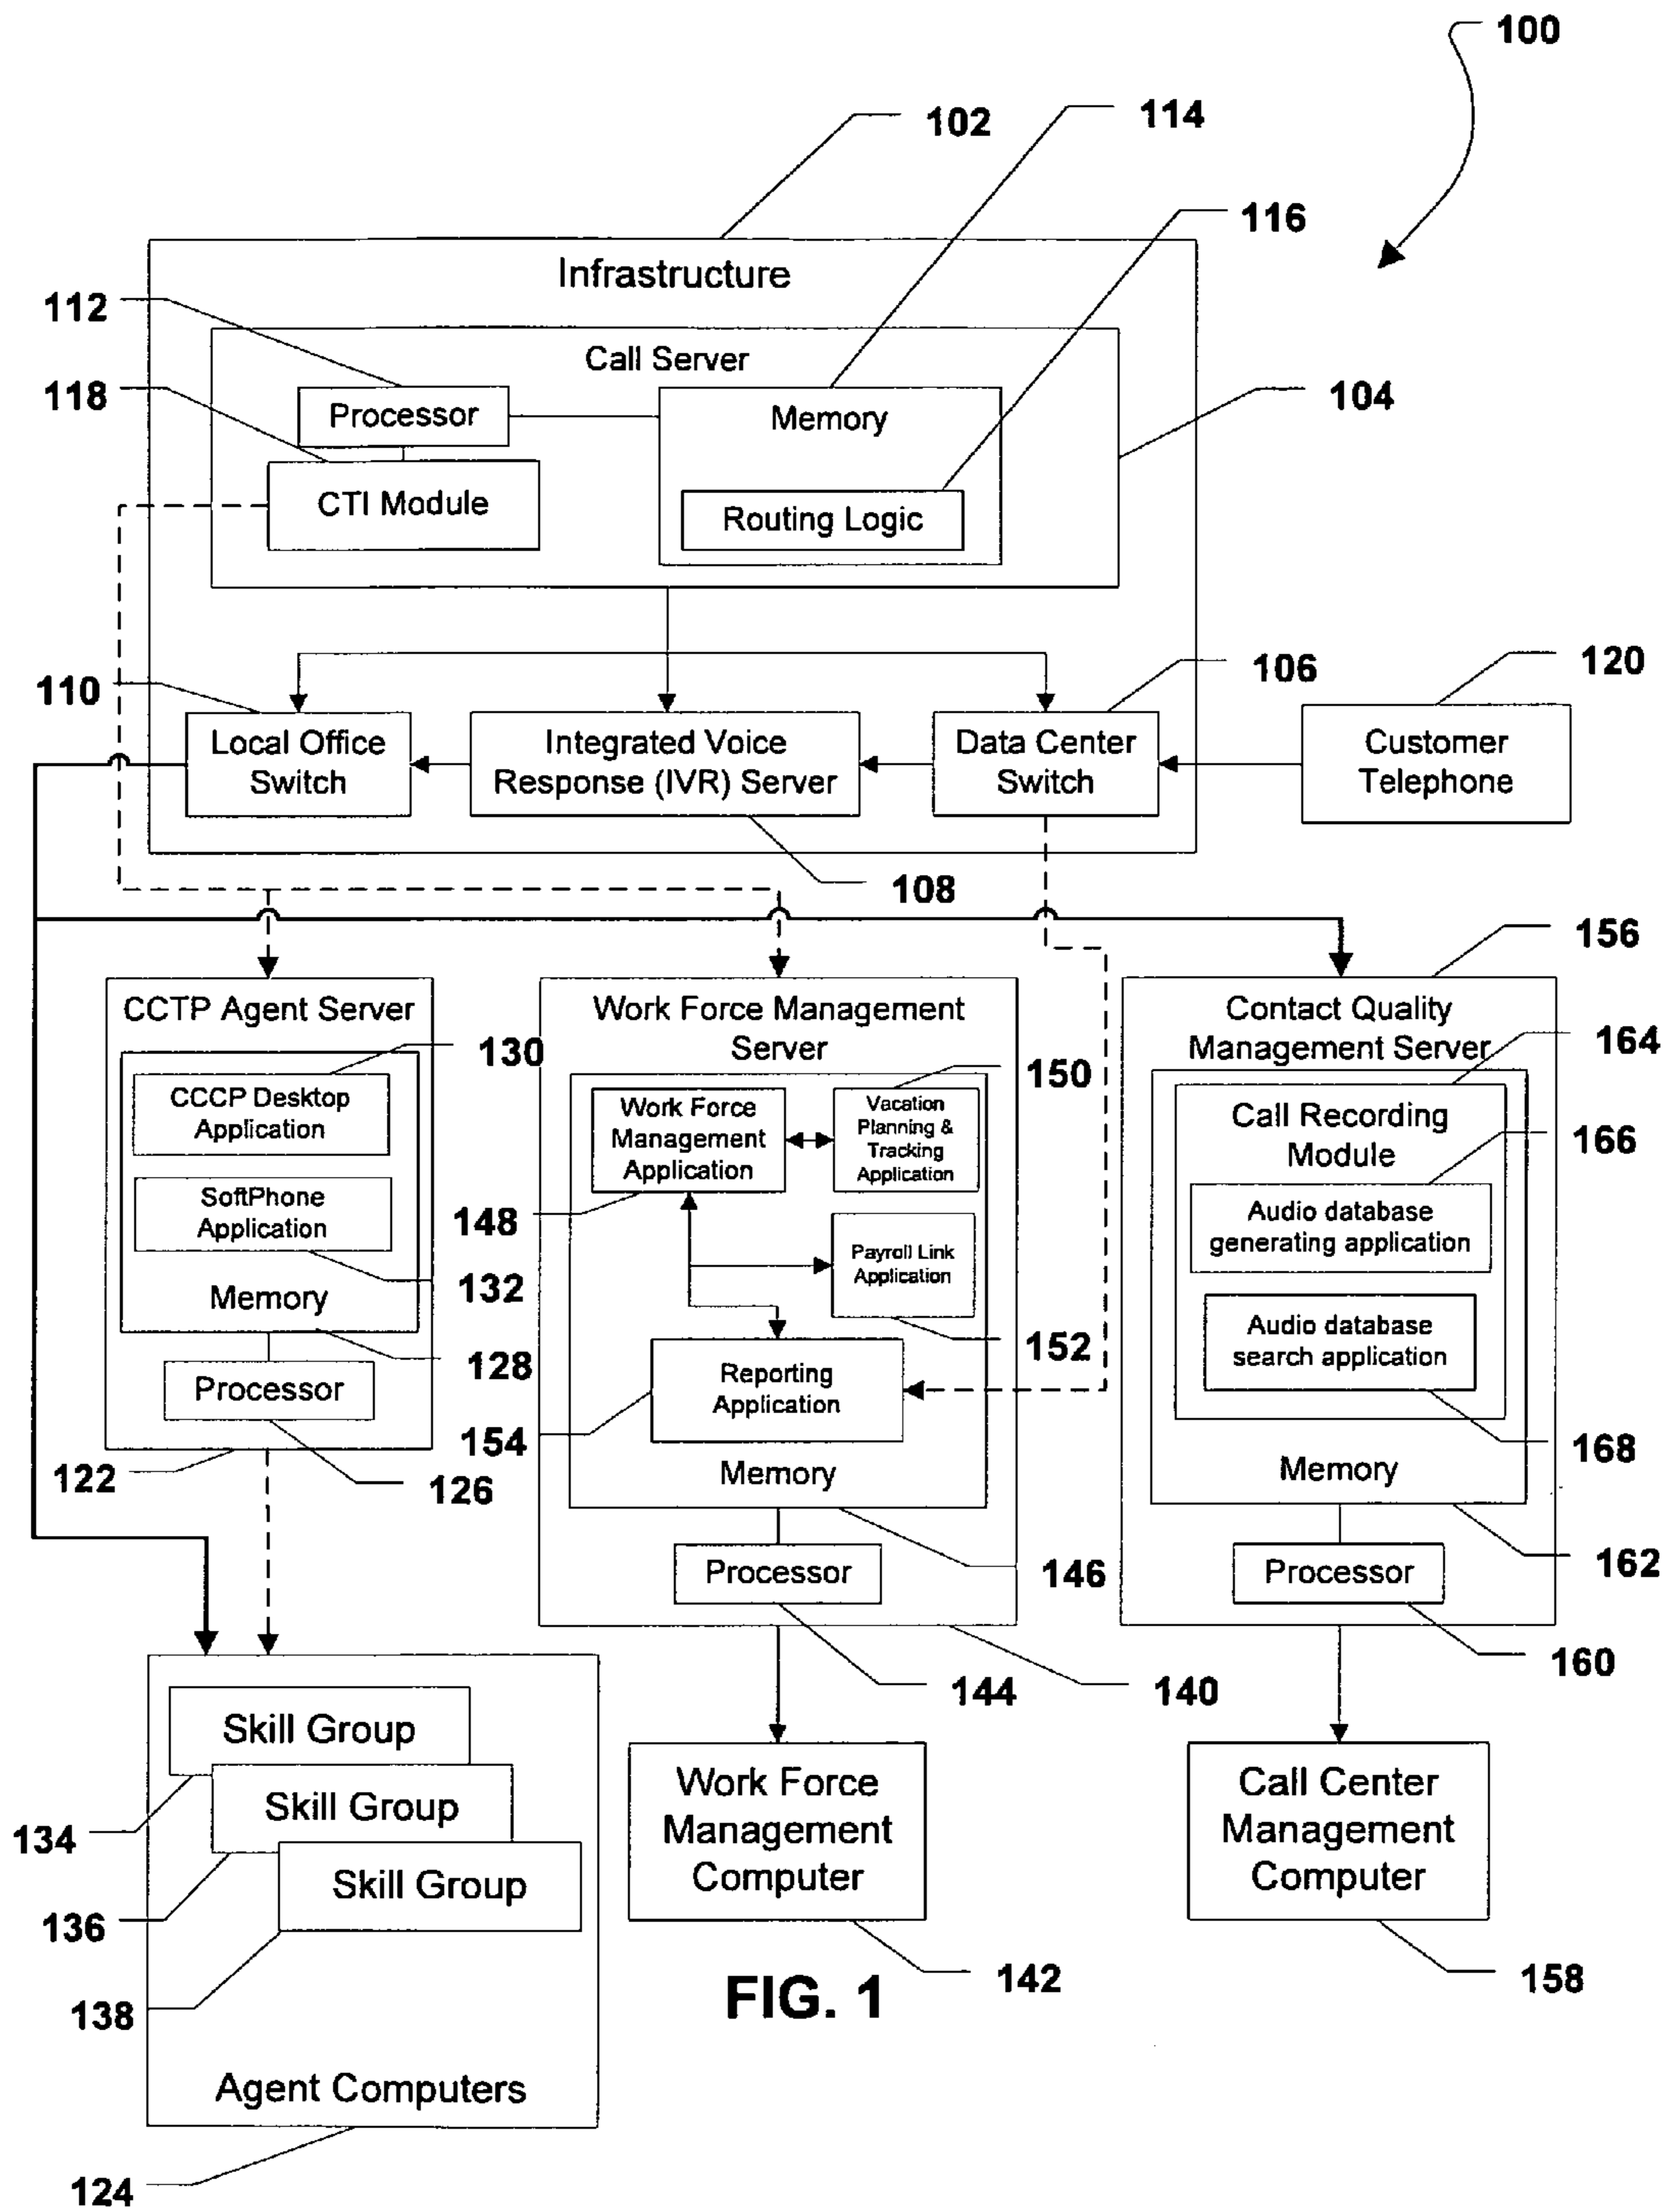 100
102
114
116
Infrastructure
112
Call Server
118
104
Processor
Memory
CTI Module
Routing Logic
110
106
120
Local Office
Switch
Integrated Voice
Response (IVR) Server
Data Center
Switch
Customer
Telephone
108
156
CCTP Agent Server
130
CCCP Desktop
Application
SoftPhone
Application
132
Memory
128
Processor
122
126
Work Force Management
Server
150
Work Force
Management
Application
Vacation
Planning &
Tracking
Application
148
Payroll Link
Application
152
Reporting
Application
154
Memory
146
Processor
144
140
Contact Quality
Management Server
164
Call Recording
Module
166
Audio database
generating application
Audio database
search application
168
Memory
162
Processor
160
Skill Group
134
Skill Group
136
Skill Group
138
Agent Computers
124
Work Force
Management
Computer
142
Call Center
Management
Computer
158
FIG. 1